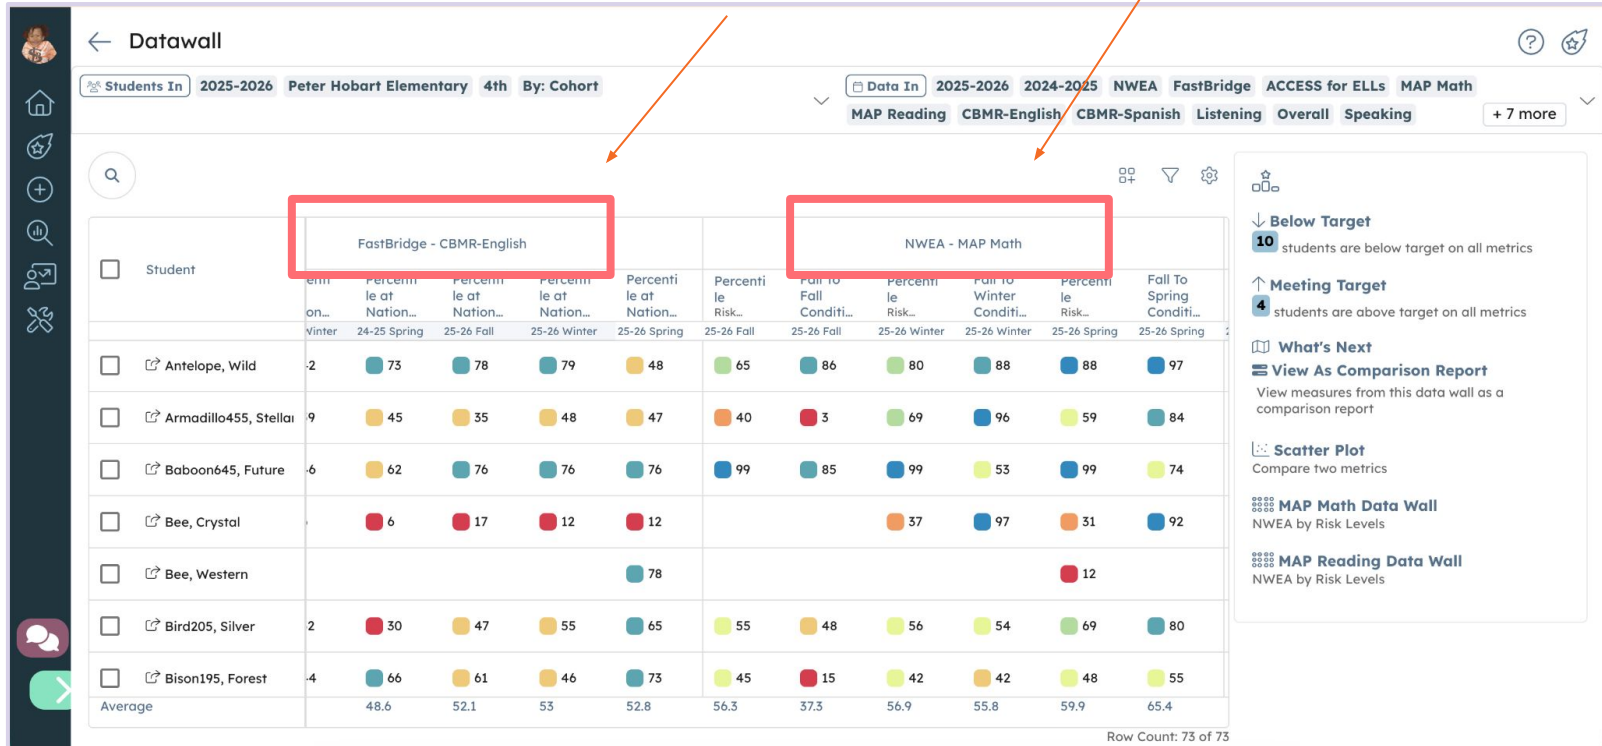 Datawall
Students In 2025-2026 Peter Hobart Elementary 4th By: Cohort
Data In 2025-2026 2024-2025 NWEA FastBridge ACCESS for ELLs MAP Math
MAP Reading CBMR-English CBMR-Spanish Listening Overall Speaking + 7 more
Student
FastBridge - CBMR-English NWEA - MAP Math
Percenti le at Nation... Percenti le at Nation... Percenti le at Nation... Percenti le at Nation... Percenti le Risk... Fall To Fall Conditi... Percenti le Risk... Fall To Winter Conditi... Percenti le Risk... Fall To Spring Conditi...
24-25 Spring 25-26 Fall 25-26 Winter 25-26 Spring 25-26 Fall 25-26 Fall 25-26 Winter 25-26 Winter 25-26 Spring 25-26 Spring
Antelope, Wild 73 78 79 48 65 86 80 88 88 97
Armadillo455, Stellar 45 35 48 47 40 3 69 96 59 84
Baboon645, Future 62 76 76 76 99 85 99 53 99 74
Bee, Crystal 6 17 12 12 37 97 31 92
Bee, Western 78 12
Bird205, Silver 30 47 55 65 55 48 56 54 69 80
Bison195, Forest 66 61 46 73 45 15 42 42 48 55
Average 48.6 52.1 53 52.8 56.3 37.3 56.9 55.8 59.9 65.4
Row Count: 73 of 73
Below Target
10 students are below target on all metrics
Meeting Target
4 students are above target on all metrics
What's Next
View As Comparison Report
View measures from this data wall as a
comparison report
Scatter Plot
Compare two metrics
MAP Math Data Wall
NWEA by Risk Levels
MAP Reading Data Wall
NWEA by Risk Levels